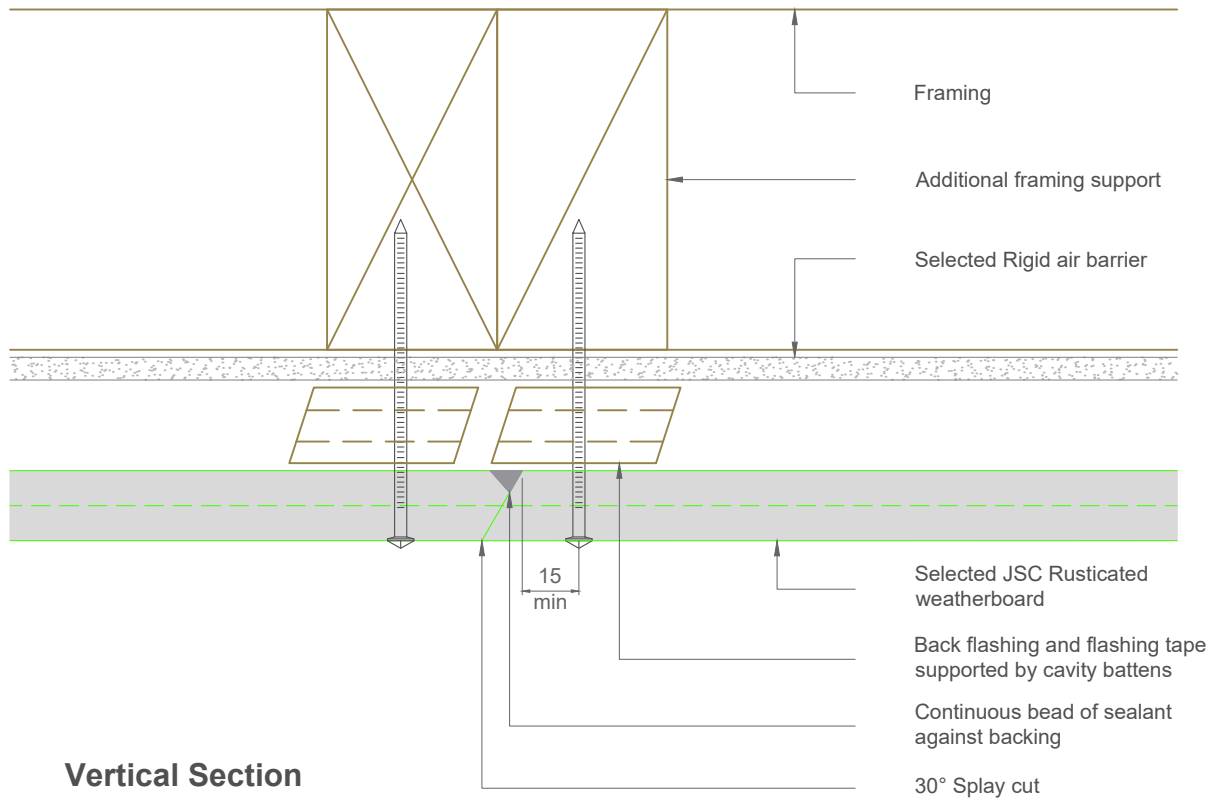 Framing
Additional framing support
Selected Rigid air barrier
15
min
Selected JSC Rusticated
weatherboard
Back flashing and flashing tape
supported by cavity battens
Continuous bead of sealant
against backing
30° Splay cut
Vertical Section